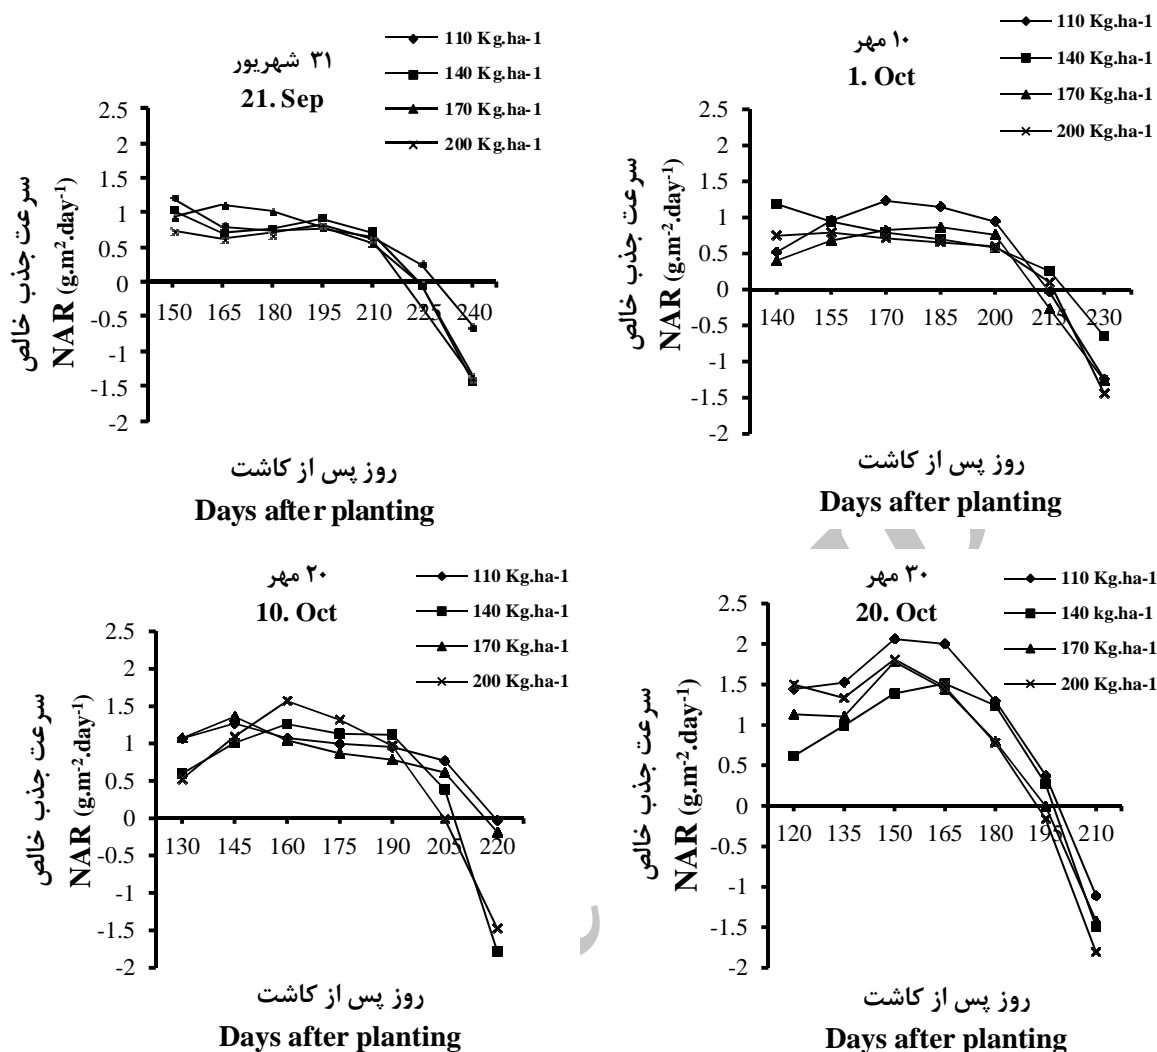 ۳۱ شهریور
21. Sep
110 Kg.ha-1
140 Kg.ha-1
170 Kg.ha-1
200 Kg.ha-1
سرعت جذب خالص
NAR (g.m⁻².day⁻¹)
2.5
2
1.5
1
0.5
0
-0.5
-1
-1.5
-2
150 165 180 195 210 225 240
روز پس از کاشت
Days after planting
۱۰ مهر
1. Oct
110 Kg.ha-1
140 Kg.ha-1
170 Kg.ha-1
200 Kg.ha-1
سرعت جذب خالص
NAR (g.m⁻².day⁻¹)
2.5
2
1.5
1
0.5
0
-0.5
-1
-1.5
-2
140 155 170 185 200 215 230
روز پس از کاشت
Days after planting
۲۰ مهر
10. Oct
110 Kg.ha-1
140 Kg.ha-1
170 Kg.ha-1
200 Kg.ha-1
سرعت جذب خالص
NAR (g.m⁻².day⁻¹)
2.5
2
1.5
1
0.5
0
-0.5
-1
-1.5
-2
130 145 160 175 190 205 220
روز پس از کاشت
Days after planting
۳۰ مهر
20. Oct
110 Kg.ha-1
140 kg.ha-1
170 Kg.ha-1
200 Kg.ha-1
سرعت جذب خالص
NAR (g.m⁻².day⁻¹)
2.5
2
1.5
1
0.5
0
-0.5
-1
-1.5
-2
120 135 150 165 180 195 210
روز پس از کاشت
Days after planting